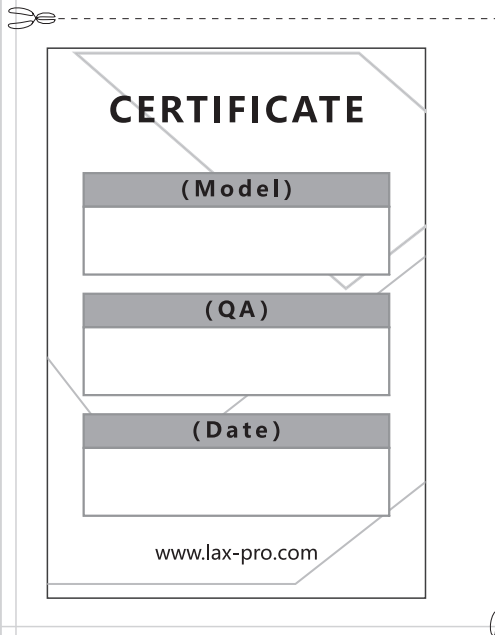 CERTIFICATE
(Model)
(QA)
(Date)
www.lax-pro.com